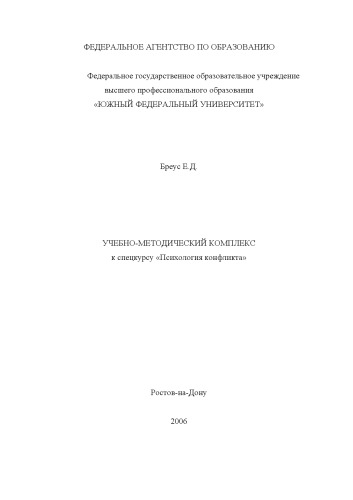 ФЕДЕРАЛЬНОЕ АГЕНТСТВО ПО ОБРАЗОВАНИЮ
Федеральное государственное образовательное учреждение
высшего профессионального образования
«ЮЖНЫЙ ФЕДЕРАЛЬНЫЙ УНИВЕРСИТЕТ»
Бреус Е.Д.
УЧЕБНО-МЕТОДИЧЕСКИЙ КОМПЛЕКС
к спецкурсу «Психология конфликта»
Ростов-на-Дону
2006